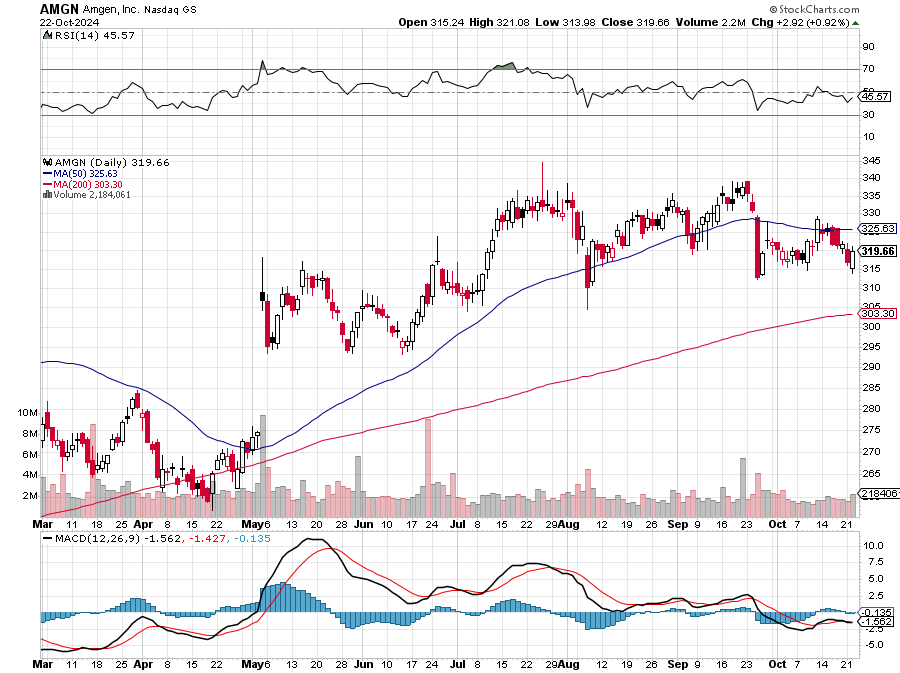 AMGN Amgen, Inc. Nasdaq GS
© StockCharts.com
22-Oct-2024
Open 315.24 High 321.08 Low 313.98 Close 319.66 Volume 2.2M Chg +2.92 (+0.92%)
RSI(14) 45.57
90
70
50
45.57
30
10
AMGN (Daily) 319.66
MA(50) 325.63
MA(200) 303.30
Volume 2,184,061
345
340
335
330
325.63
319.66
315
310
305
303.30
300
295
290
285
280
275
270
265
218406
10M
8M
6M
4M
2M
Mar 11 18 25 Apr 8 15 22 May 6 13 20 28 Jun 10 17 24 Jul 8 15 22 29 Aug 12 19 26 Sep 9 16 23 Oct 7 14 21
MACD(12,26,9) -1.562, -1.427, -0.135
10.0
7.5
5.0
2.5
-0.135
-1.562
-2.5
-5.0
Mar 11 18 25 Apr 8 15 22 May 6 13 20 28 Jun 10 17 24 Jul 8 15 22 29 Aug 12 19 26 Sep 9 16 23 Oct 7 14 21